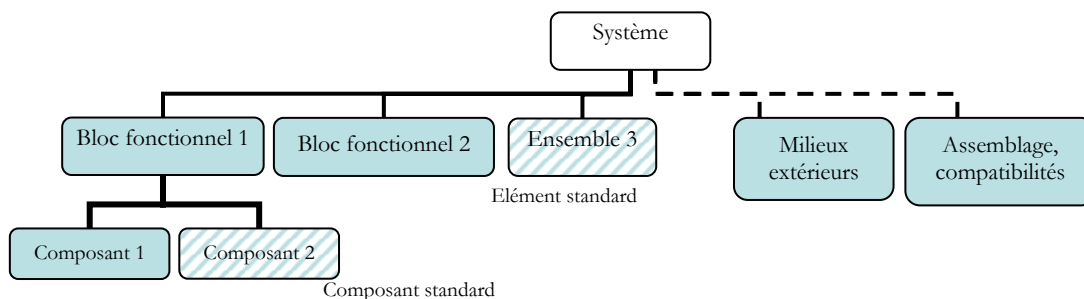 Système
Bloc fonctionnel 1
Bloc fonctionnel 2
Ensemble 3
Milieux
extérieurs
Assemblage,
compatibilités
Elément standard
Composant 1
Composant 2
Composant standard